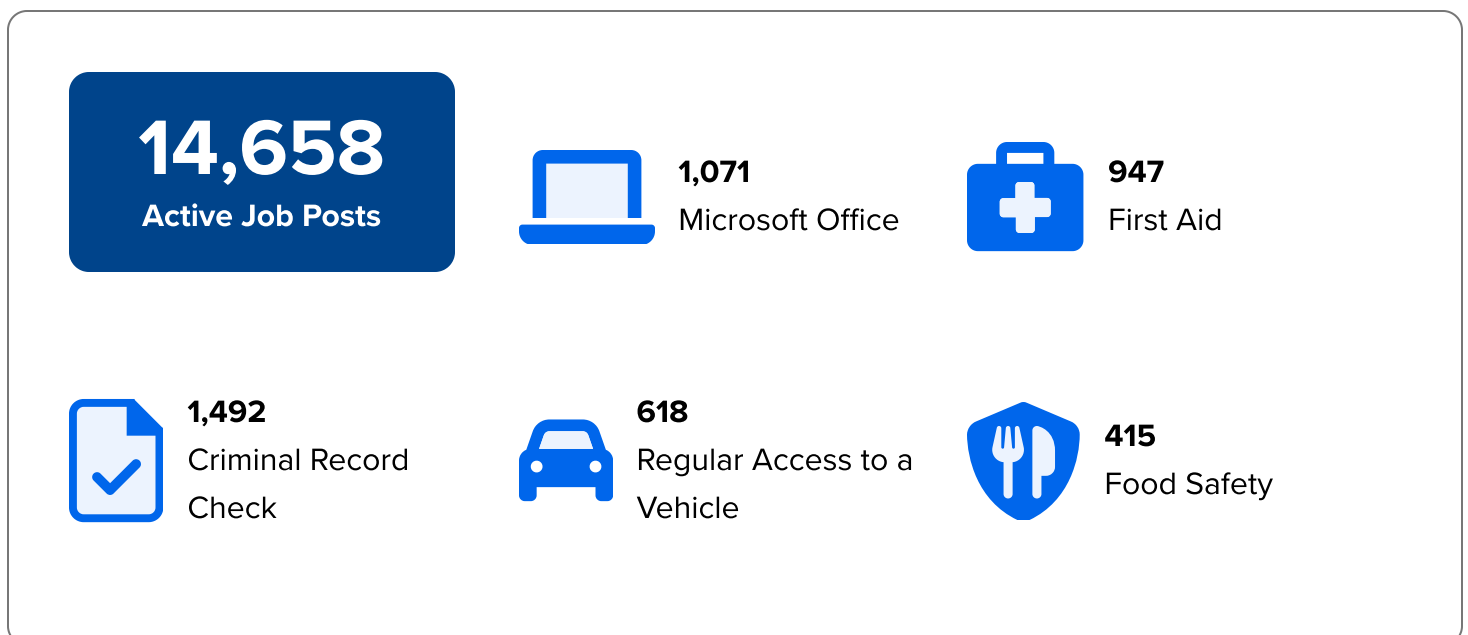 14,658
Active Job Posts
1,071
Microsoft Office
947
First Aid
1,492
Criminal Record
Check
618
Regular Access to a
Vehicle
415
Food Safety